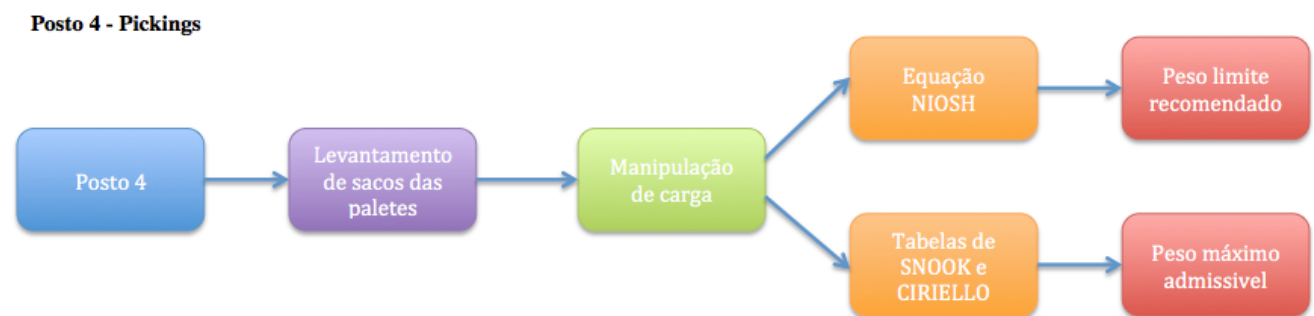 Posto 4 - Pickings
Posto 4
Levantamento
de sacos das
paletes
Manipulação
de carga
Equação
NIOSH
Peso limite
recomendado
Tabelas de
SNOOK e
CIRIELLO
Peso máximo
admissivel